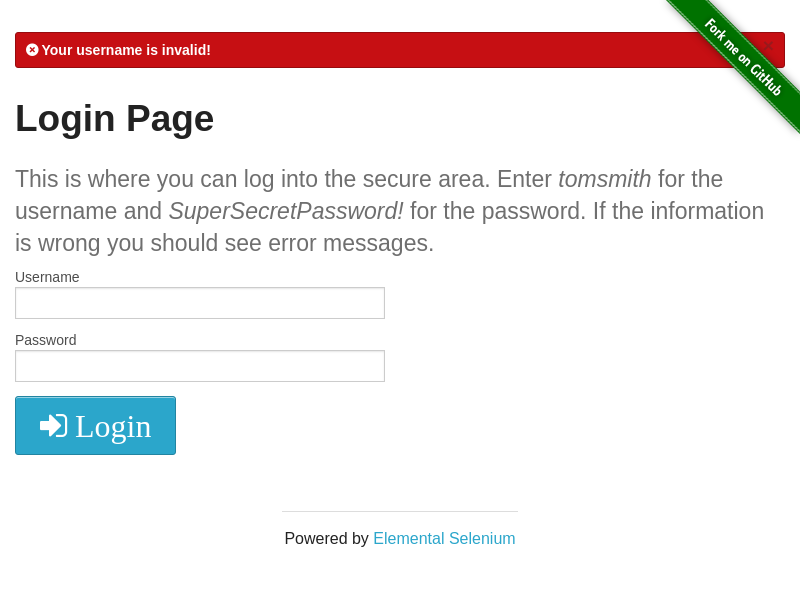 Your username is invalid!
Fork me on GitHub
Login Page
This is where you can log into the secure area. Enter tomsmith for the
username and SuperSecretPassword! for the password. If the information
is wrong you should see error messages.
Username
Password
Login
Powered by Elemental Selenium